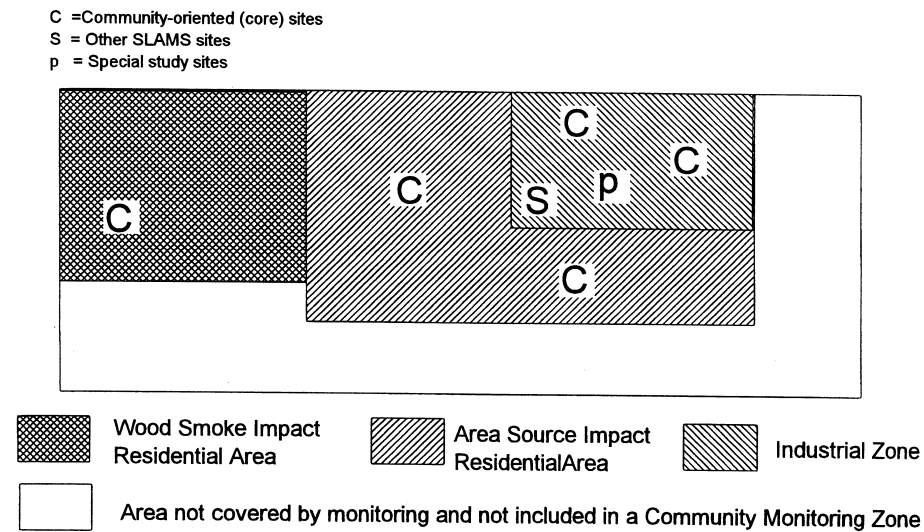 C =Community-oriented (core) sites
S = Other SLAMS sites
p = Special study sites
C
C
C
C
S
p
C
Wood Smoke Impact
Residential Area
Area Source Impact
ResidentialArea
Industrial Zone
Area not covered by monitoring and not included in a Community Monitoring Zone